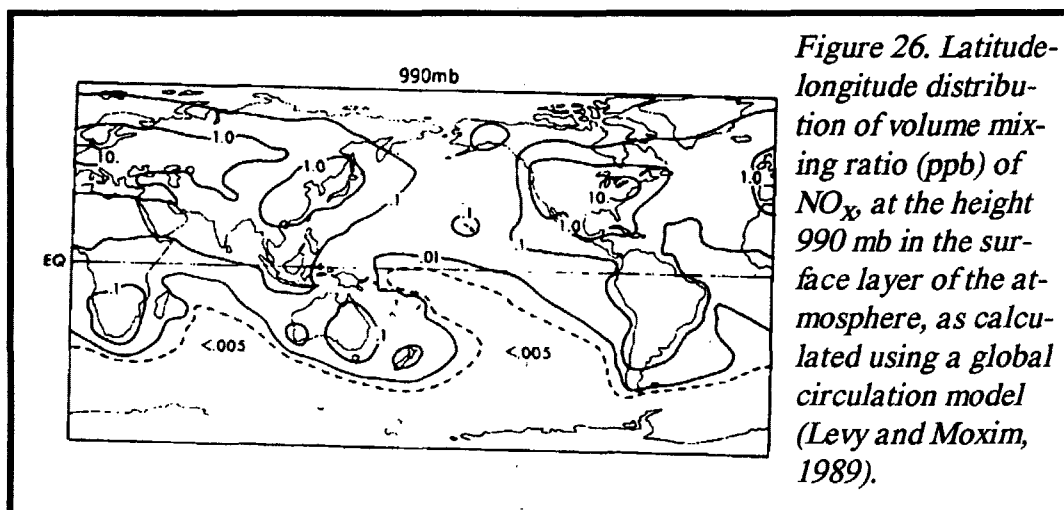 990mb
1.0
10.
1.0
1.0
10.
1.0
1.0
.1
.1
.1
EQ
.01
.1
<.005
<.005
Figure 26. Latitude-
longitude distribu-
tion of volume mix-
ing ratio (ppb) of
NOx, at the height
990 mb in the sur-
face layer of the at-
mosphere, as calcu-
lated using a global
circulation model
(Levy and Moxim,
1989).